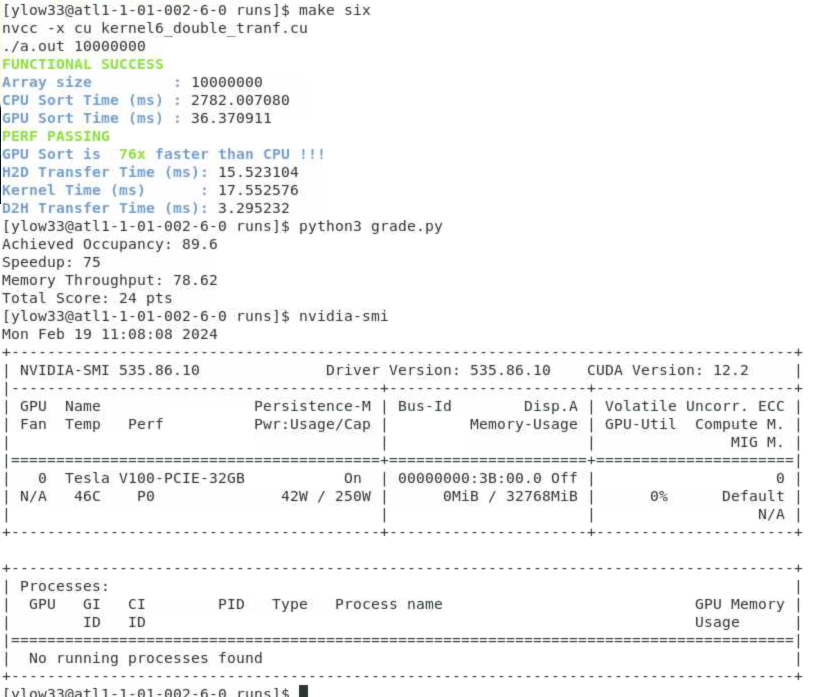 [ylow33@atl1-1-01-002-6-0 runs]$ make six
nvcc -x cu kernel6_double_tranf.cu
./a.out 10000000
FUNCTIONAL SUCCESS
Array size          : 10000000
CPU Sort Time (ms) : 2782.007080
GPU Sort Time (ms) : 36.370911
PERF PASSING
GPU Sort is  76x faster than CPU !!!
H2D Transfer Time (ms): 15.523104
Kernel Time (ms)      : 17.552576
D2H Transfer Time (ms): 3.295232
[ylow33@atl1-1-01-002-6-0 runs]$ python3 grade.py
Achieved Occupancy: 89.6
Speedup: 75
Memory Throughput: 78.62
Total Score: 24 pts
[ylow33@atl1-1-01-002-6-0 runs]$ nvidia-smi
Mon Feb 19 11:08:08 2024
+---------------------------------------------------------------------------------------+
| NVIDIA-SMI 535.86.10              Driver Version: 535.86.10    CUDA Version: 12.2     |
|-----------------------------------------+----------------------+----------------------+
| GPU  Name                 Persistence-M | Bus-Id        Disp.A | Volatile Uncorr. ECC |
| Fan  Temp   Perf          Pwr:Usage/Cap |         Memory-Usage | GPU-Util  Compute M. |
|                                         |                      |               MIG M. |
|=========================================+======================+======================|
|   0  Tesla V100-PCIE-32GB           On  | 00000000:3B:00.0 Off |                    0 |
| N/A   46C    P0              42W / 250W |      0MiB / 32768MiB |      0%      Default |
|                                         |                      |                  N/A |
+-----------------------------------------+----------------------+----------------------+
+---------------------------------------------------------------------------------------+
| Processes:                                                                            |
|  GPU   GI   CI        PID   Type   Process name                            GPU Memory |
|        ID   ID                                                             Usage      |
|=======================================================================================|
|  No running processes found                                                           |
+---------------------------------------------------------------------------------------+
[ylow33@atl1-1-01-002-6-0 runs]$